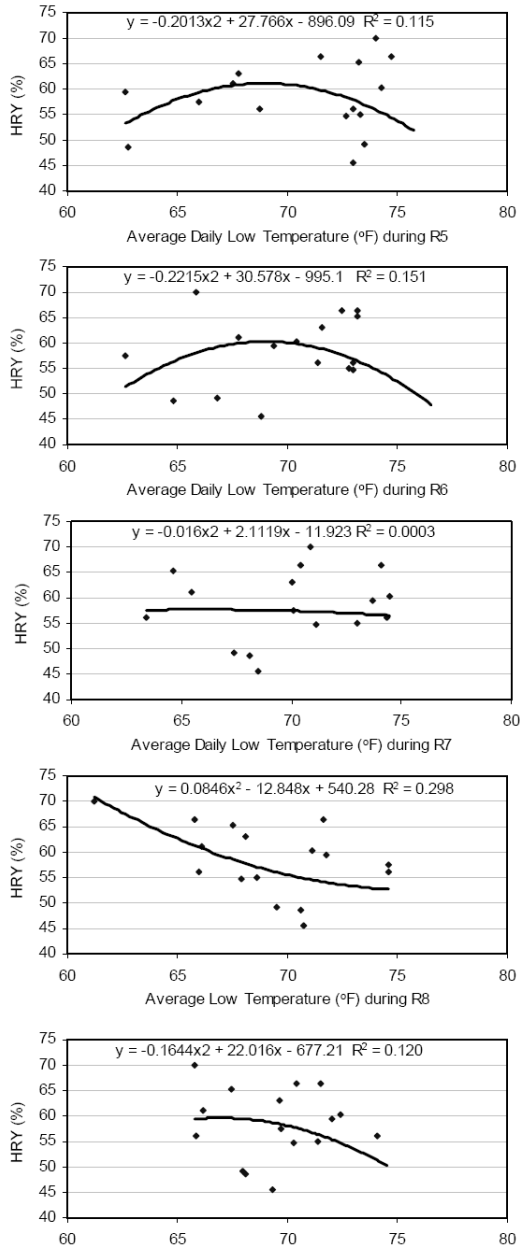 y = -0.2013x2 + 27.766x - 896.09 R² = 0.115
75
70
65
60
55
50
45
40
HRY (%)
60 65 70 75 80
Average Daily Low Temperature (ºF) during R5
y = -0.2215x2 + 30.578x - 995.1 R² = 0.151
75
70
65
60
55
50
45
40
HRY (%)
60 65 70 75 80
Average Daily Low Temperature (ºF) during R6
y = -0.016x2 + 2.1119x - 11.923 R² = 0.0003
75
70
65
60
55
50
45
40
HRY (%)
60 65 70 75 80
Average Daily Low Temperature (ºF) during R7
y = 0.0846x² - 12.848x + 540.28 R² = 0.298
75
70
65
60
55
50
45
40
HRY (%)
60 65 70 75 80
Average Low Temperature (ºF) during R8
y = -0.1644x2 + 22.016x - 677.21 R² = 0.120
75
70
65
60
55
50
45
40
HRY (%)
60 65 70 75 80